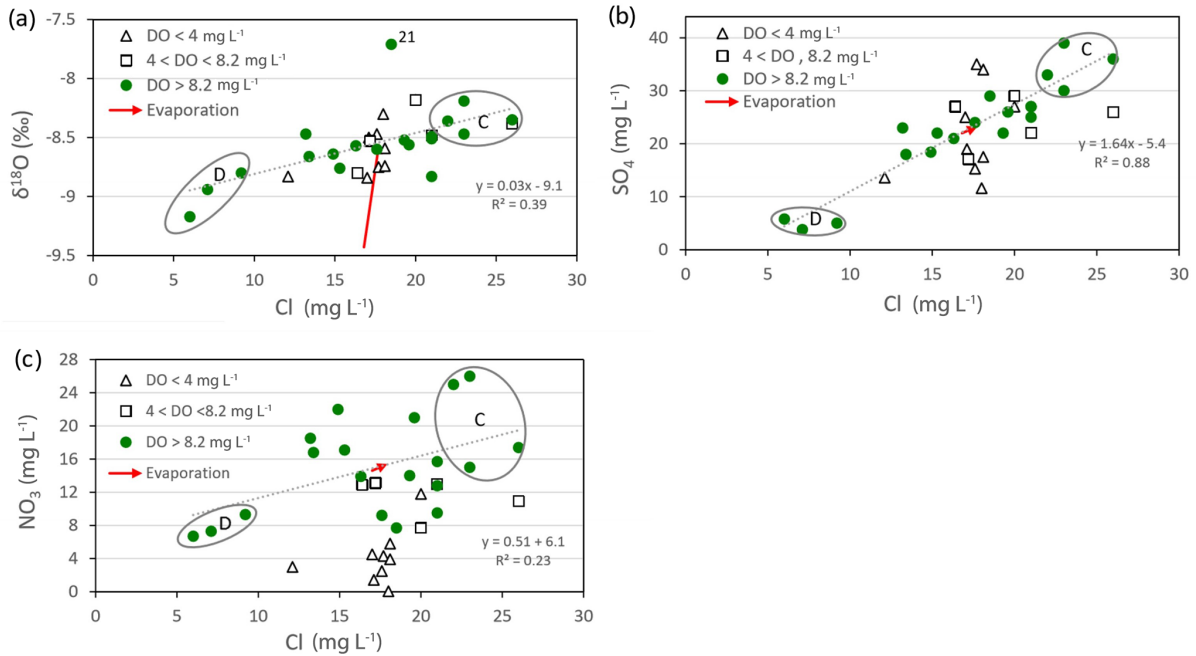 (a)
-7.5
-8
-8.5
-9
-9.5
δ18O (‰)
DO < 4 mg L-1
4 < DO < 8.2 mg L-1
DO > 8.2 mg L-1
Evaporation
21
C
D
y = 0.03x - 9.1
R² = 0.39
0 5 10 15 20 25 30
Cl (mg L-1)
(b)
40
30
20
10
0
SO4 (mg L-1)
DO < 4 mg L-1
4 < DO , 8.2 mg L-1
DO > 8.2 mg L-1
Evaporation
C
D
1.64x - 5.4
R² = 0.88
0 5 10 15 20 25 30
Cl (mg L-1)
(c)
28
24
20
16
12
8
4
0
NO3 (mg L-1)
DO < 4 mg L-1
4 < DO <8.2 mg L-1
DO > 8.2 mg L-1
Evaporation
C
D
y = 0.51 + 6.1
R² = 0.23
0 5 10 15 20 25 30
Cl (mg L-1)